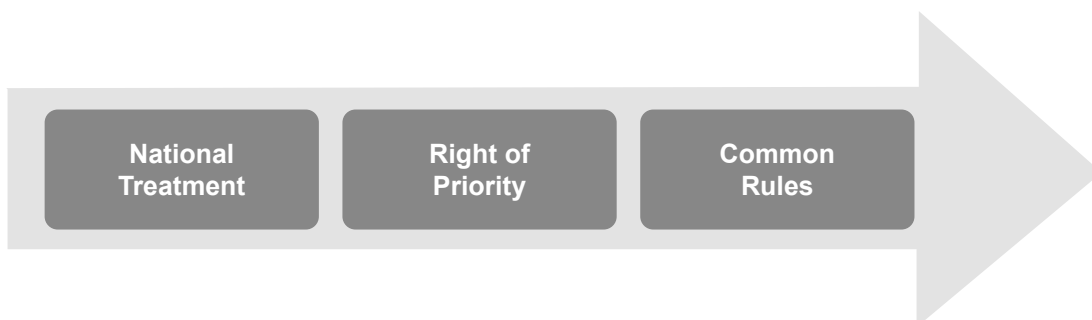 National
Treatment
Right of
Priority
Common
Rules